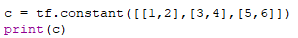 c = tf.constant([[1,2],[3,4],[5,6]])
print(c)